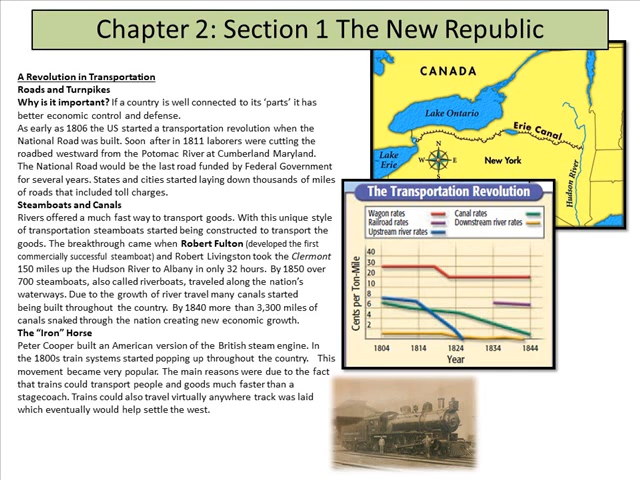 Chapter 2: Section 1 The New Republic
A Revolution in Transportation
Roads and Turnpikes
Why is it important? If a country is well connected to its ‘parts’ it has
better economic control and defense.
As early as 1806 the US started a transportation revolution when the
National Road was built. Soon after in 1811 laborers were cutting the
roadbed westward from the Potomac River at Cumberland Maryland.
The National Road would be the last road funded by Federal Government
for several years. States and cities started laying down thousands of miles
of roads that included toll charges.
Steamboats and Canals
Rivers offered a much fast way to transport goods. With this unique style
of transportation steamboats started being constructed to transport the
goods. The breakthrough came when Robert Fulton (developed the first
commercially successful steamboat) and Robert Livingston took the Clermont
150 miles up the Hudson River to Albany in only 32 hours. By 1850 over
700 steamboats, also called riverboats, traveled along the nation’s
waterways. Due to the growth of river travel many canals started
being built throughout the country. By 1840 more than 3,300 miles of
canals snaked through the nation creating new economic growth.
The “Iron” Horse
Peter Cooper built an American version of the British steam engine. In
the 1800s train systems started popping up throughout the country. This
movement became very popular. The main reasons were due to the fact
that trains could transport people and goods much faster than a
stagecoach. Trains could also travel virtually anywhere track was laid
which eventually would help settle the west.
CANADA
Lake Ontario
Erie Canal
Lake
Erie
N
W E
S
New York
Hudson River
The Transportation Revolution
Wagon rates
Canal rates
Railroad rates
Downstream river rates
Upstream river rates
Cents per Ton-Mile
40
30
20
10
8
6
4
2
1804 1814 1824 1834 1844
Year